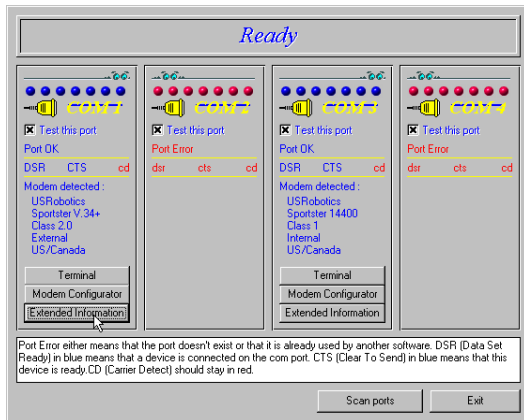 Ready
COM 1
Test this port
Port OK
DSR CTS cd
Modem detected :
USRobotics
Sportster V.34+
Class 2.0
External
US/Canada
Terminal
Modem Configurator
Extended Information
COM 2
Test this port
Port Error
dsr cts cd
COM 3
Test this port
Port OK
DSR CTS cd
Modem detected :
USRobotics
Sportster 14400
Class 1
Internal
US/Canada
Terminal
Modem Configurator
Extended Information
COM 4
Test this port
Port Error
dsr cts cd
Port Error either means that the port doesn't exist or that it is already used by another software. DSR (Data Set
Ready) in blue means that a device is connected on the com port. CTS (Clear To Send) in blue means that this
device is ready.CD (Carrier Detect) should stay in red.
Scan ports
Exit